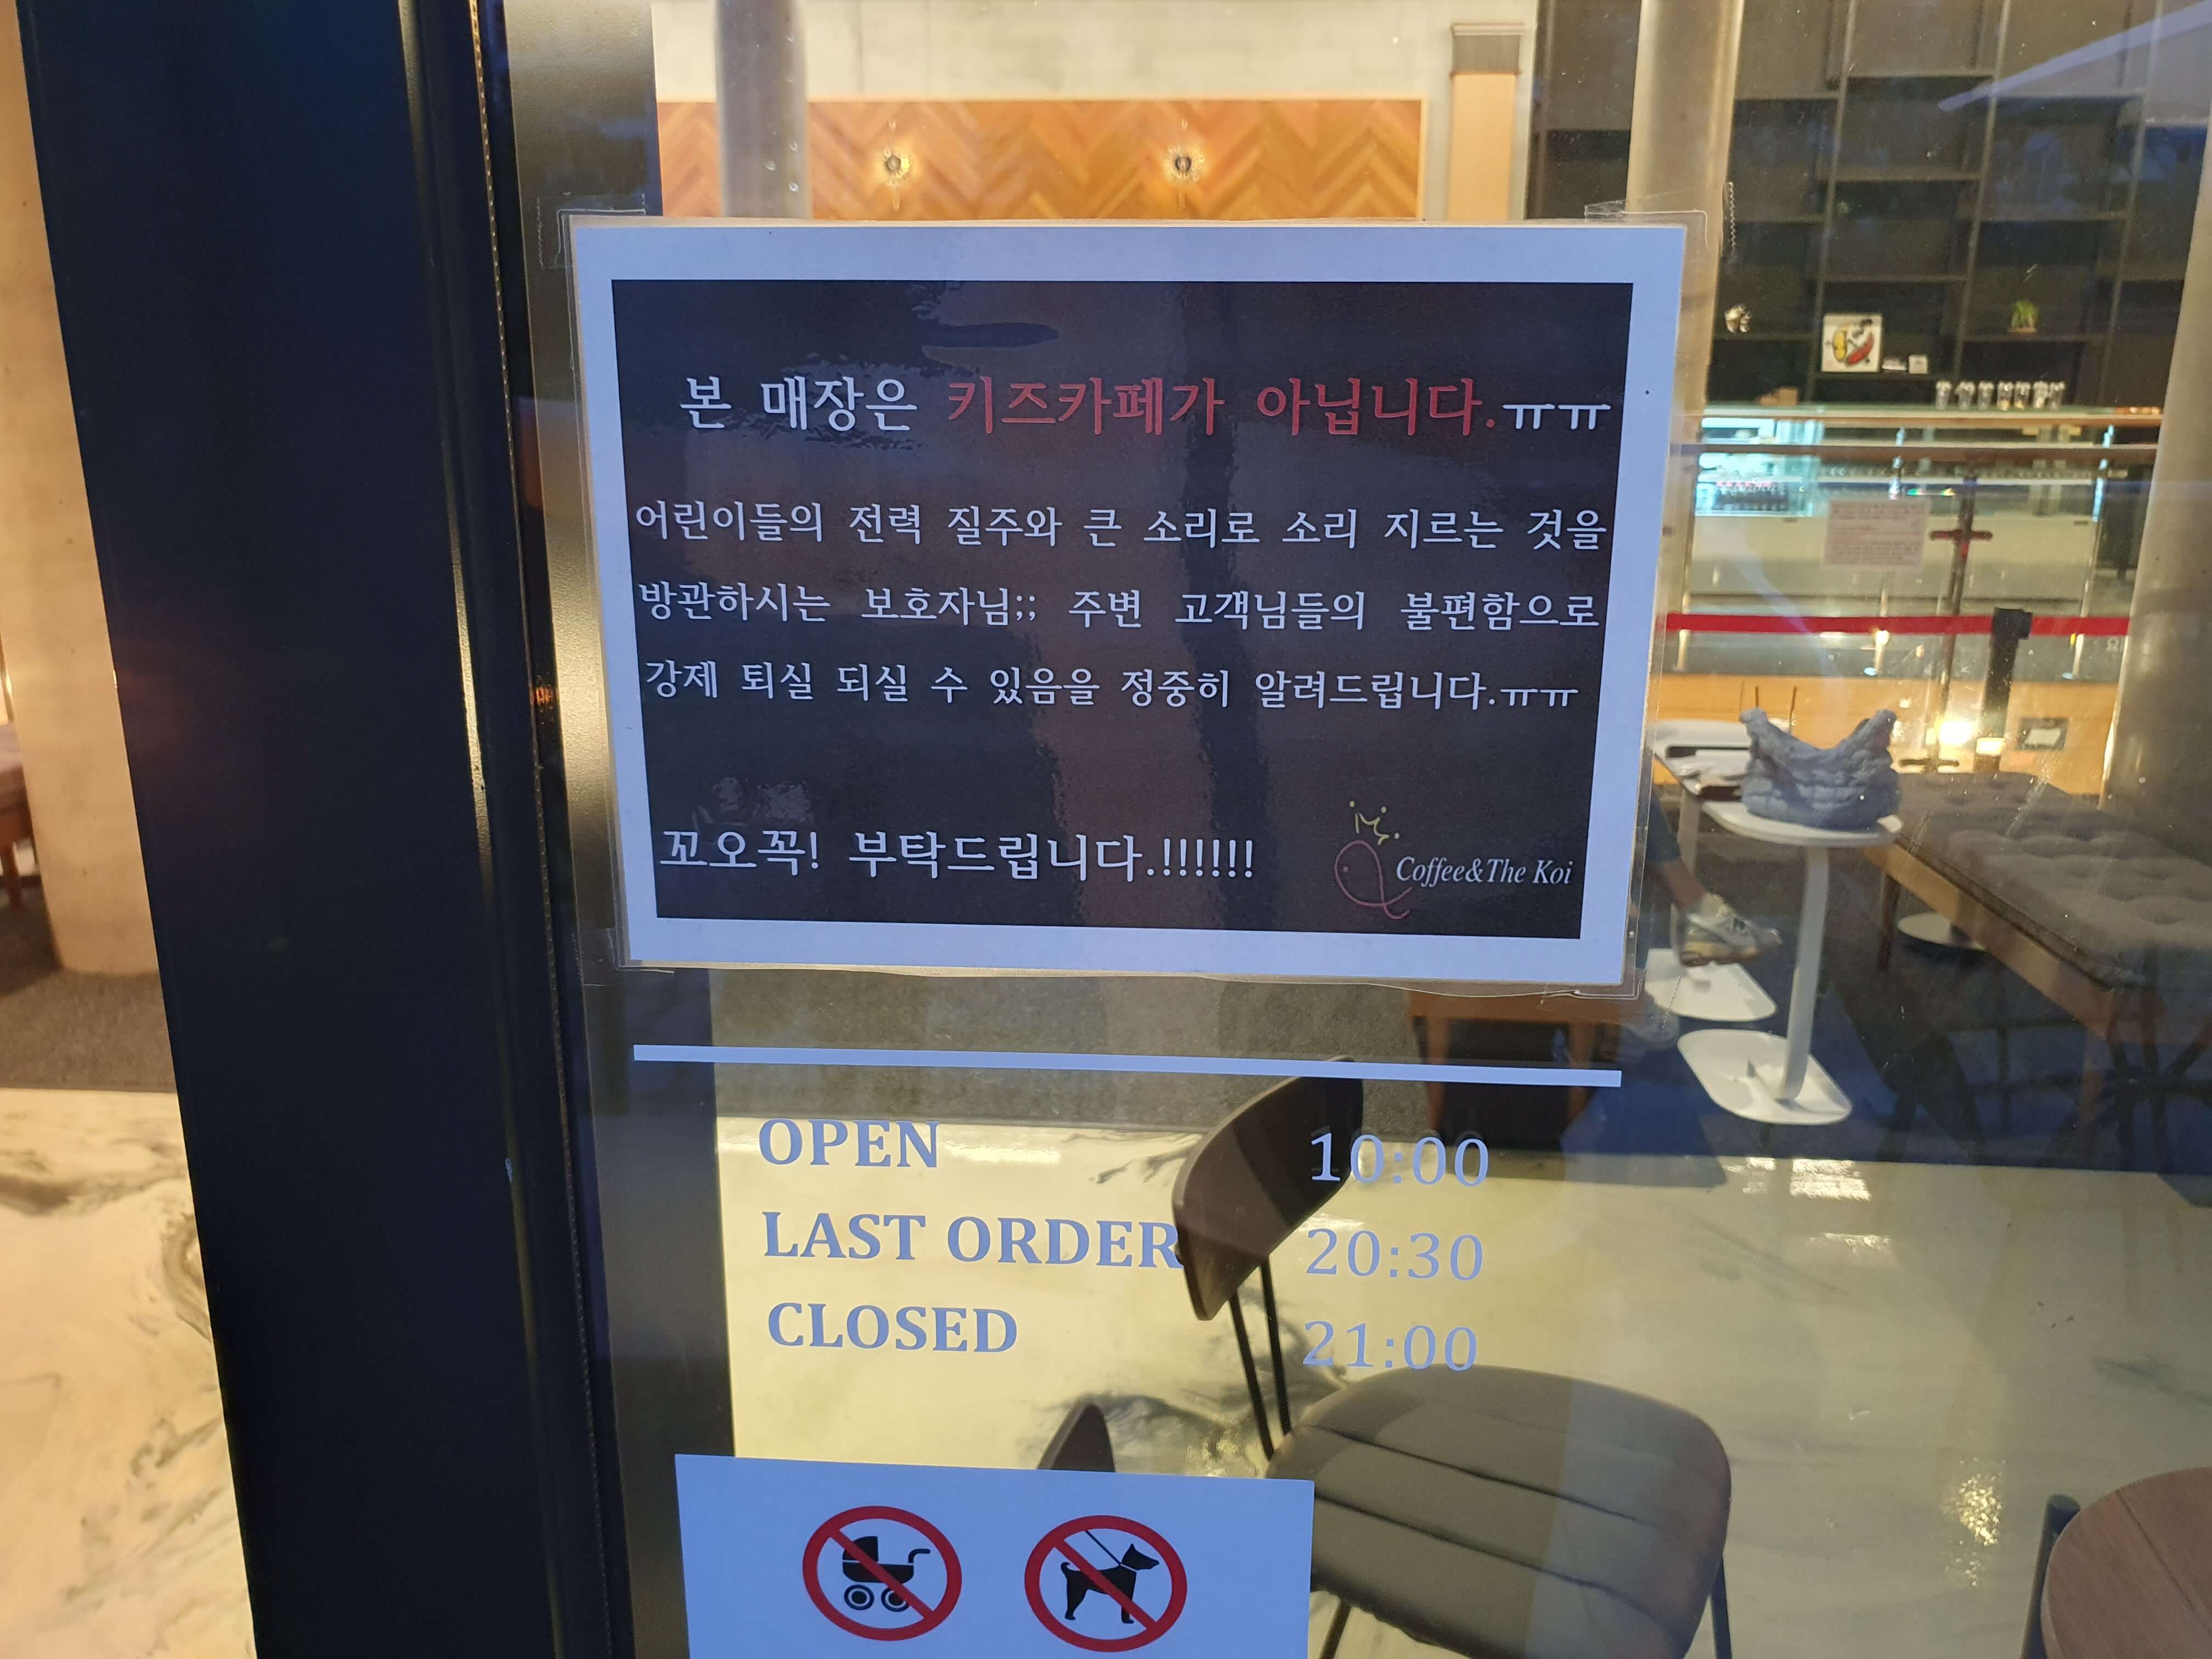 본 매장은 키즈카페가 아닙니다.ㅠㅠ
어린이들의 전력 질주와 큰 소리로 소리 지르는 것을
방관하시는 보호자님;; 주변 고객님들의 불편함으로
강제 퇴실 되실 수 있음을 정중히 알려드립니다.ㅠㅠ
꼬오꼭! 부탁드립니다.!!!!!!!
Coffee&The Koi
OPEN 10:00
LAST ORDER 20:30
CLOSED 21:00